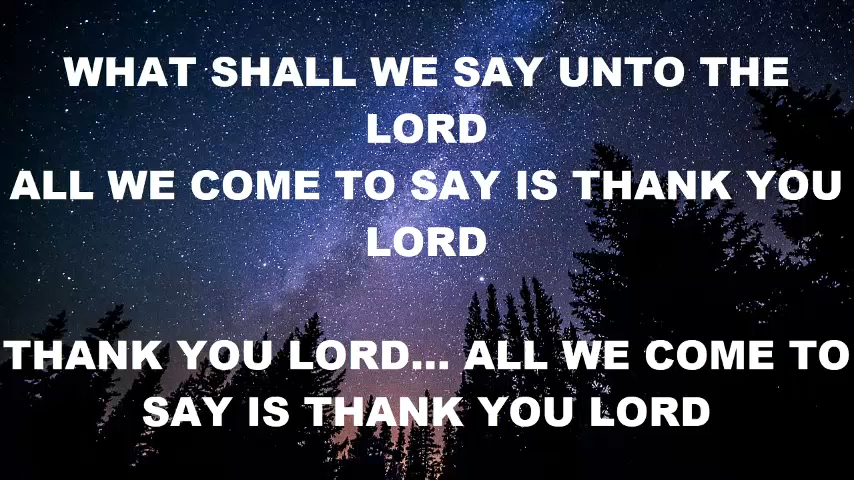 WHAT SHALL WE SAY UNTO THE
LORD
ALL WE COME TO SAY IS THANK YOU
LORD
THANK YOU LORD... ALL WE COME TO
SAY IS THANK YOU LORD